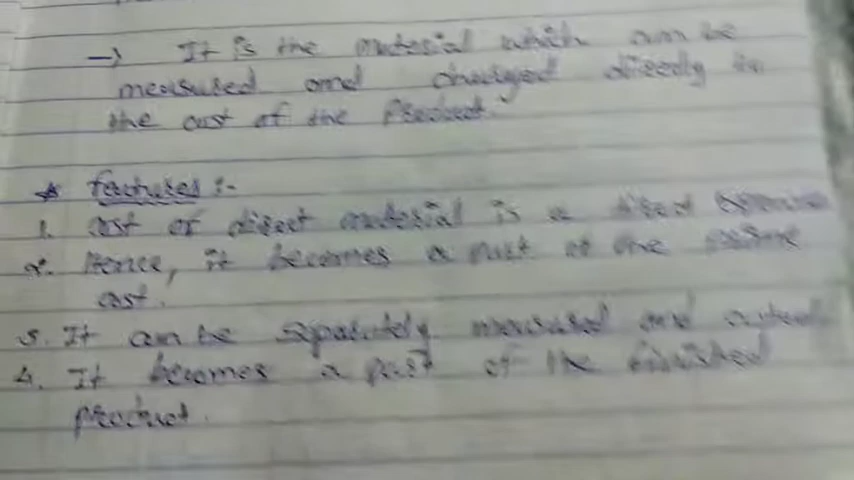 → It is the material which can be
measured and charged directly to
the cost of the Product.
* features :-
1. cost of direct material is a direct expense
2. Hence, it becomes a part of the prime
cost.
3. It can be separately measured and
4. It becomes a part of the finished
product.